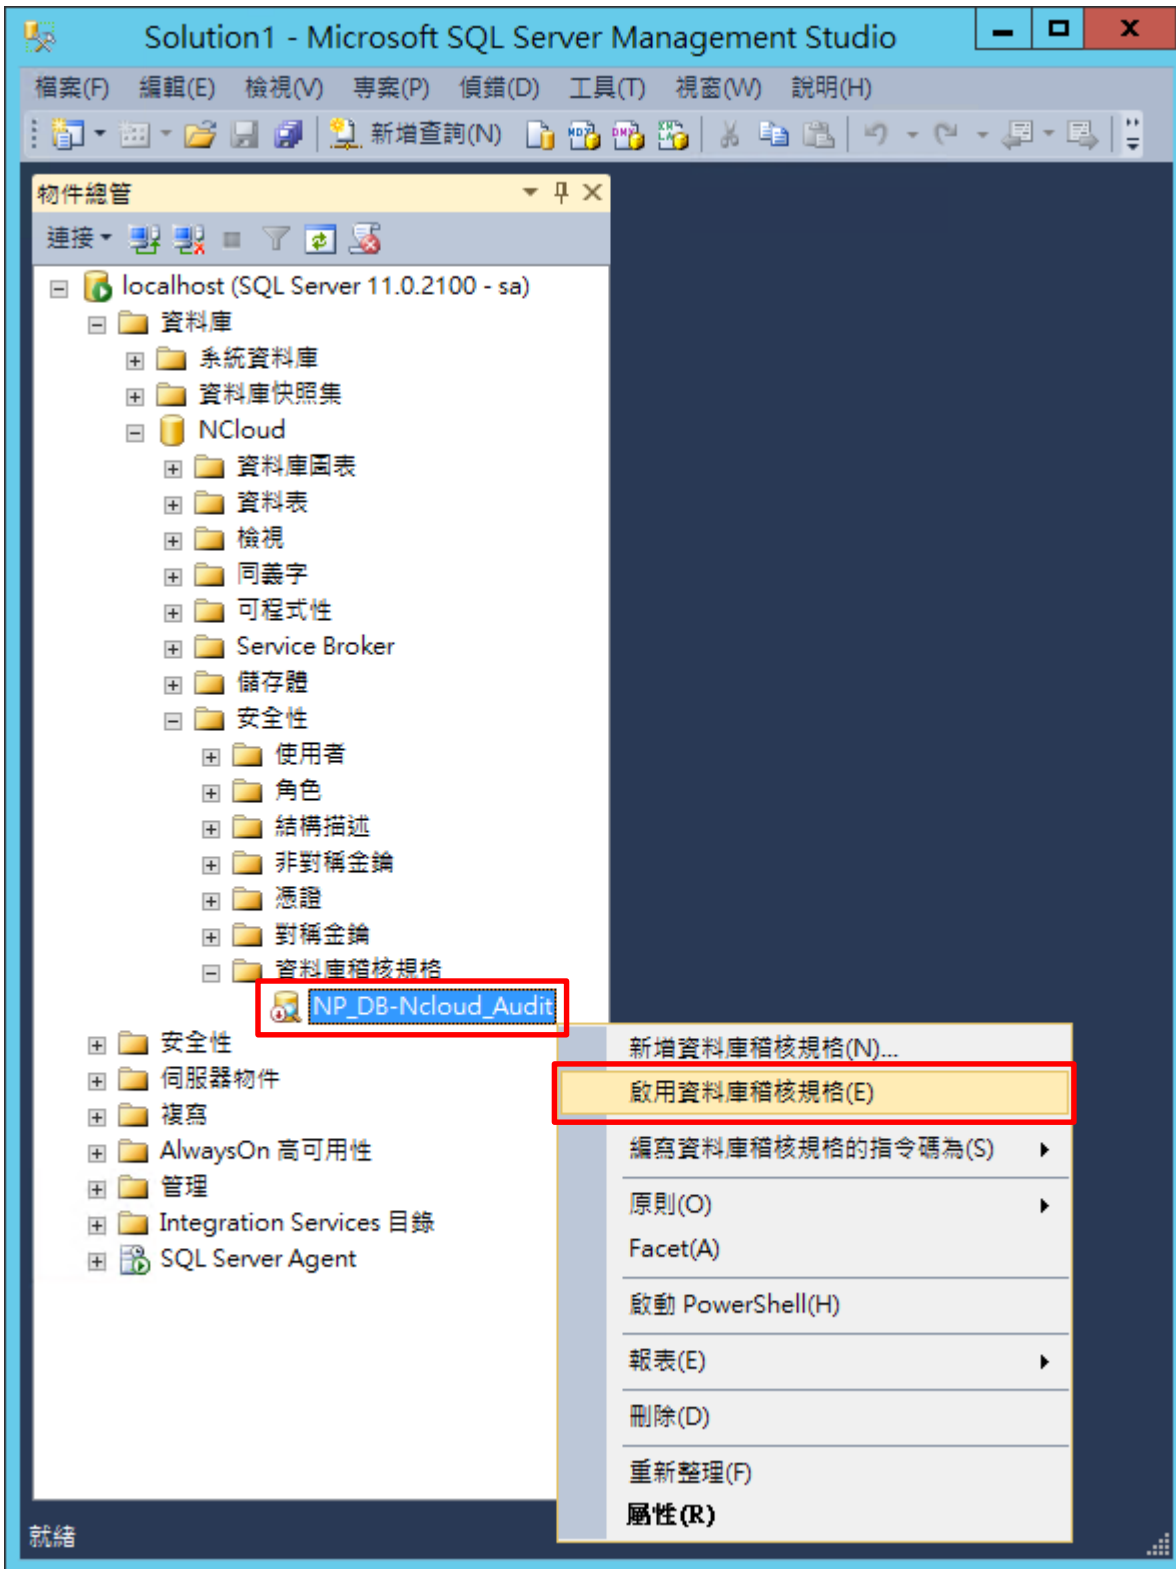 Solution1 - Microsoft SQL Server Management Studio
檔案(F) 編輯(E) 檢視(V) 專案(P) 偵錯(D) 工具(T) 視窗(W) 說明(H)
新增查詢(N)
物件總管
連接
localhost (SQL Server 11.0.2100 - sa)
資料庫
系統資料庫
資料庫快照集
NCloud
資料庫圖表
資料表
檢視
同義字
可程式性
Service Broker
儲存體
安全性
使用者
角色
結構描述
非對稱金鑰
憑證
對稱金鑰
資料庫稽核規格
NP_DB-Ncloud_Audit
安全性
伺服器物件
複寫
AlwaysOn 高可用性
管理
Integration Services 目錄
SQL Server Agent
新增資料庫稽核規格(N)...
啟用資料庫稽核規格(E)
編寫資料庫稽核規格的指令碼為(S)
原則(O)
Facet(A)
啟動 PowerShell(H)
報表(E)
刪除(D)
重新整理(F)
屬性(R)
就緒